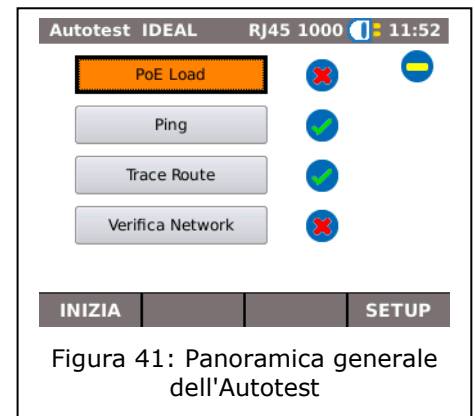 Autotest IDEAL RJ45 1000 11:52
PoE Load
Ping
Trace Route
Verifica Network
INIZIA SETUP
Figura 41: Panoramica generale
dell'Autotest